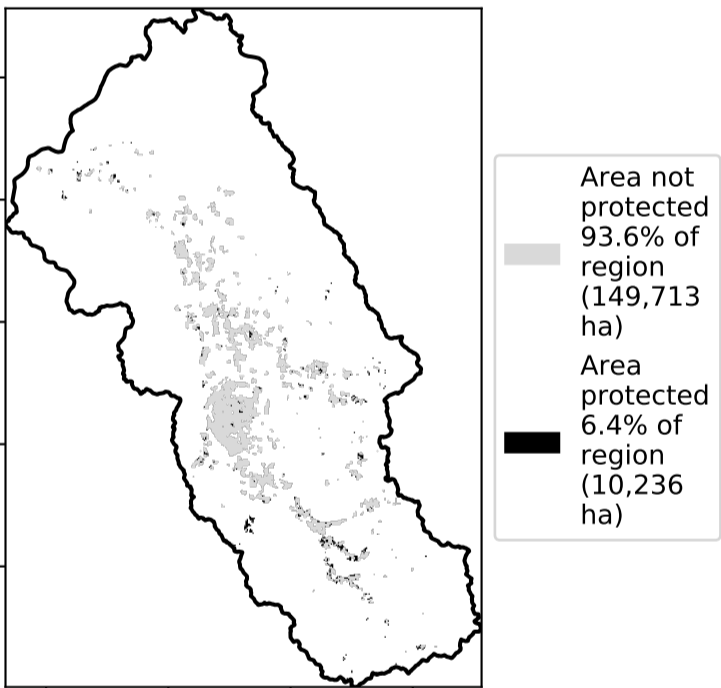 Area not
protected
93.6% of
region
(149,713
ha)
Area
protected
6.4% of
region
(10,236
ha)